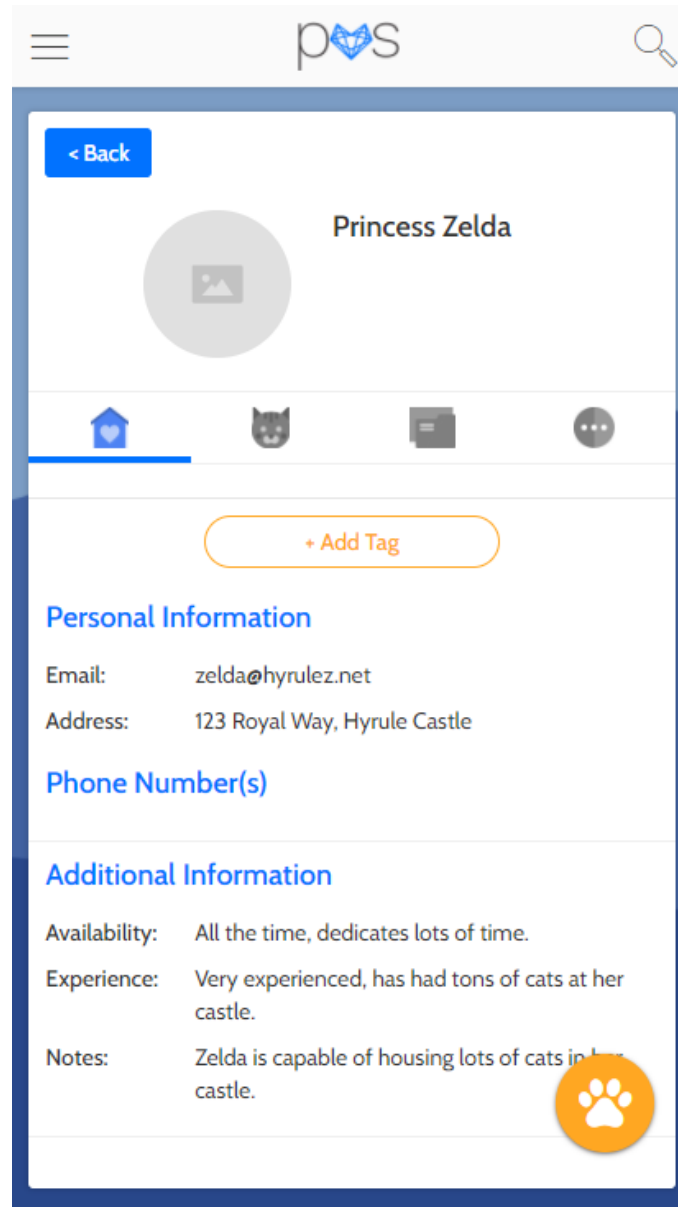 pws
< Back
Princess Zelda
+ Add Tag
Personal Information
Email: zelda@hyrulez.net
Address: 123 Royal Way, Hyrule Castle
Phone Number(s)
Additional Information
Availability: All the time, dedicates lots of time.
Experience: Very experienced, has had tons of cats at her
castle.
Notes: Zelda is capable of housing lots of cats in her
castle.